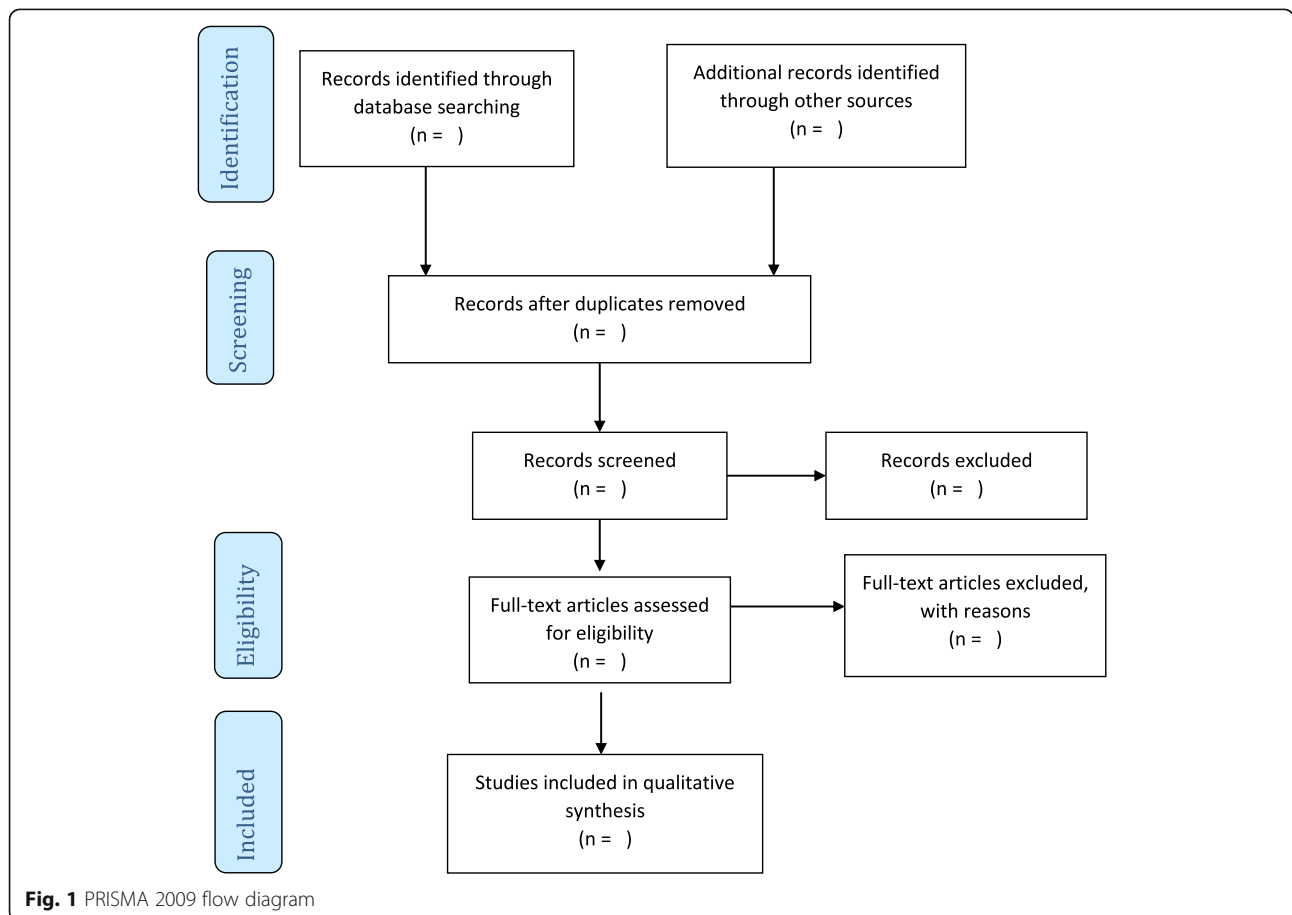 Identification
Records identified through
database searching
(n = )
Additional records identified
through other sources
(n = )
Screening
Records after duplicates removed
(n = )
Records screened
(n = )
Records excluded
(n = )
Eligibility
Full-text articles assessed
for eligibility
(n = )
Full-text articles excluded,
with reasons
(n = )
Included
Studies included in qualitative
synthesis
(n = )
Fig. 1 PRISMA 2009 flow diagram